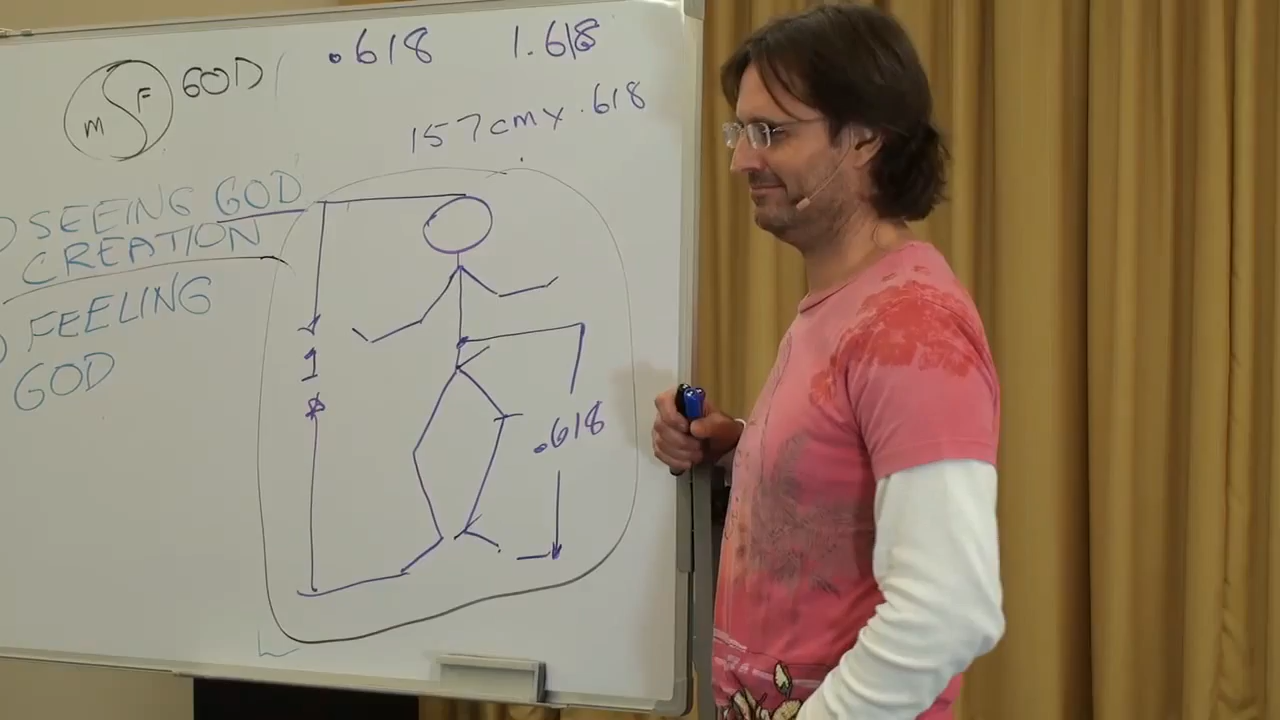 .618 1.618
M F GOD
157cm x .618
) SEEING GOD
CREATION
) FEELING
GOD
1
.618